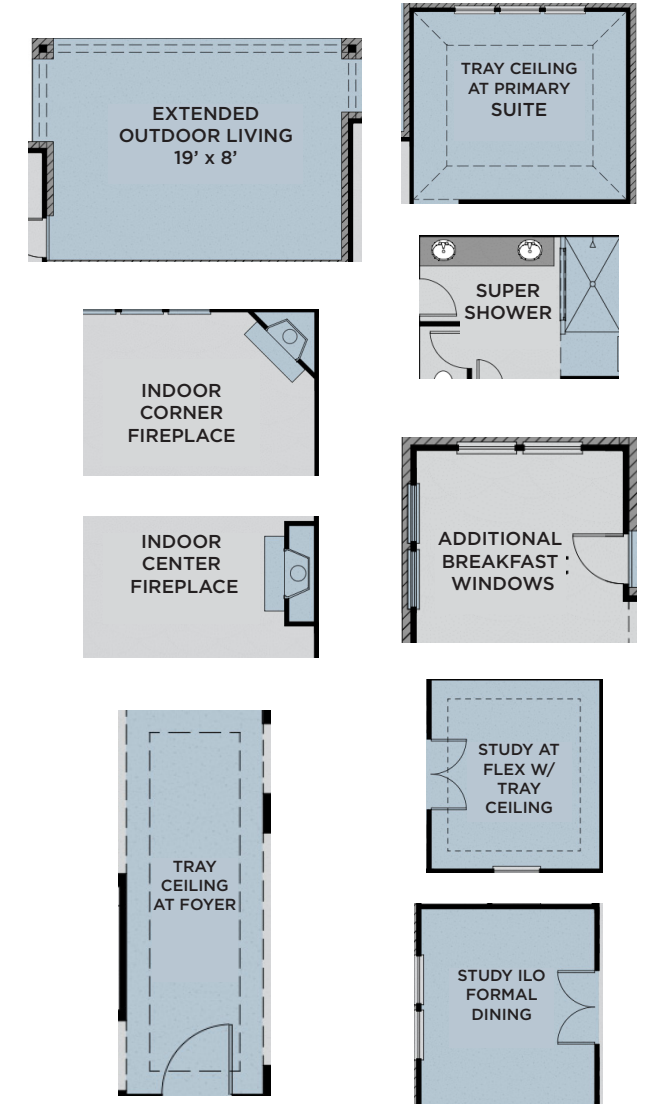 EXTENDED
OUTDOOR LIVING
19’ x 8’
TRAY CEILING
AT PRIMARY
SUITE
SUPER
SHOWER
INDOOR
CORNER
FIREPLACE
INDOOR
CENTER
FIREPLACE
ADDITIONAL
BREAKFAST
WINDOWS
TRAY
CEILING
AT FOYER
STUDY AT
FLEX W/
TRAY
CEILING
STUDY ILO
FORMAL
DINING